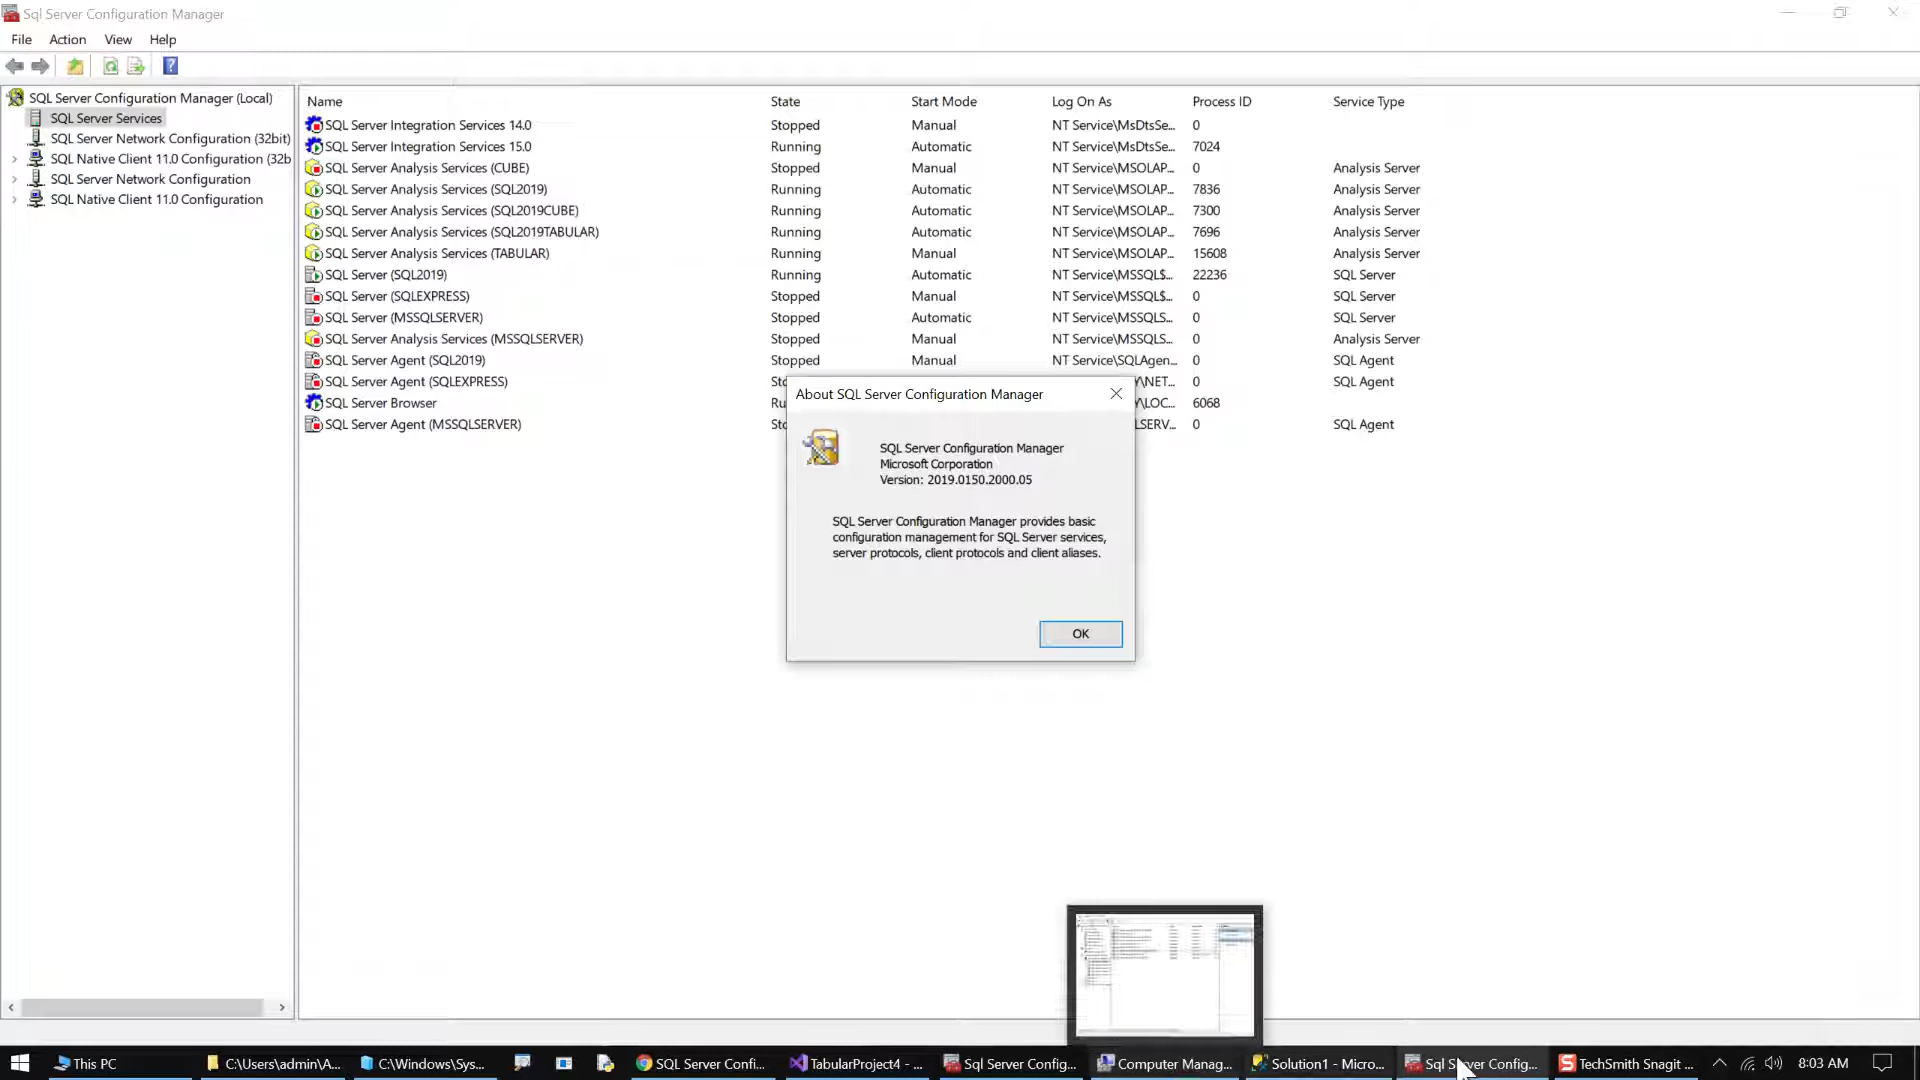 Sql Server Configuration Manager
File Action View Help
SQL Server Configuration Manager (Local)
SQL Server Services
SQL Server Network Configuration (32bit)
SQL Native Client 11.0 Configuration (32b
SQL Server Network Configuration
SQL Native Client 11.0 Configuration
Name State Start Mode Log On As Process ID Service Type
SQL Server Integration Services 14.0 Stopped Manual NT Service\MsDtsSe... 0
SQL Server Integration Services 15.0 Running Automatic NT Service\MsDtsSe... 7024
SQL Server Analysis Services (CUBE) Stopped Manual NT Service\MSOLAP... 0 Analysis Server
SQL Server Analysis Services (SQL2019) Running Automatic NT Service\MSOLAP... 7836 Analysis Server
SQL Server Analysis Services (SQL2019CUBE) Running Automatic NT Service\MSOLAP... 7300 Analysis Server
SQL Server Analysis Services (SQL2019TABULAR) Running Automatic NT Service\MSOLAP... 7696 Analysis Server
SQL Server Analysis Services (TABULAR) Running Manual NT Service\MSOLAP... 15608 Analysis Server
SQL Server (SQL2019) Running Automatic NT Service\MSSQL$... 22236 SQL Server
SQL Server (SQLEXPRESS) Stopped Manual NT Service\MSSQL$... 0 SQL Server
SQL Server (MSSQLSERVER) Stopped Automatic NT Service\MSSQLS... 0 SQL Server
SQL Server Analysis Services (MSSQLSERVER) Stopped Manual NT Service\MSOLAP... 0 Analysis Server
SQL Server Agent (SQL2019) Stopped Manual NT Service\SQLAgen... 0 SQL Agent
SQL Server Agent (SQLEXPRESS) Sto Y\NET... 0 SQL Agent
SQL Server Browser Ru Y\LOC... 6068
SQL Server Agent (MSSQLSERVER) Sto LSERV... 0 SQL Agent
About SQL Server Configuration Manager
SQL Server Configuration Manager
Microsoft Corporation
Version: 2019.0150.2000.05
SQL Server Configuration Manager provides basic
configuration management for SQL Server services,
server protocols, client protocols and client aliases.
OK
This PC C:\Users\admin\A... C:\Windows\Sys... SQL Server Confi... TabularProject4 - ... Sql Server Config... Computer Manag... Solution1 - Micro... Sql Server Config... TechSmith Snagit ... 8:03 AM